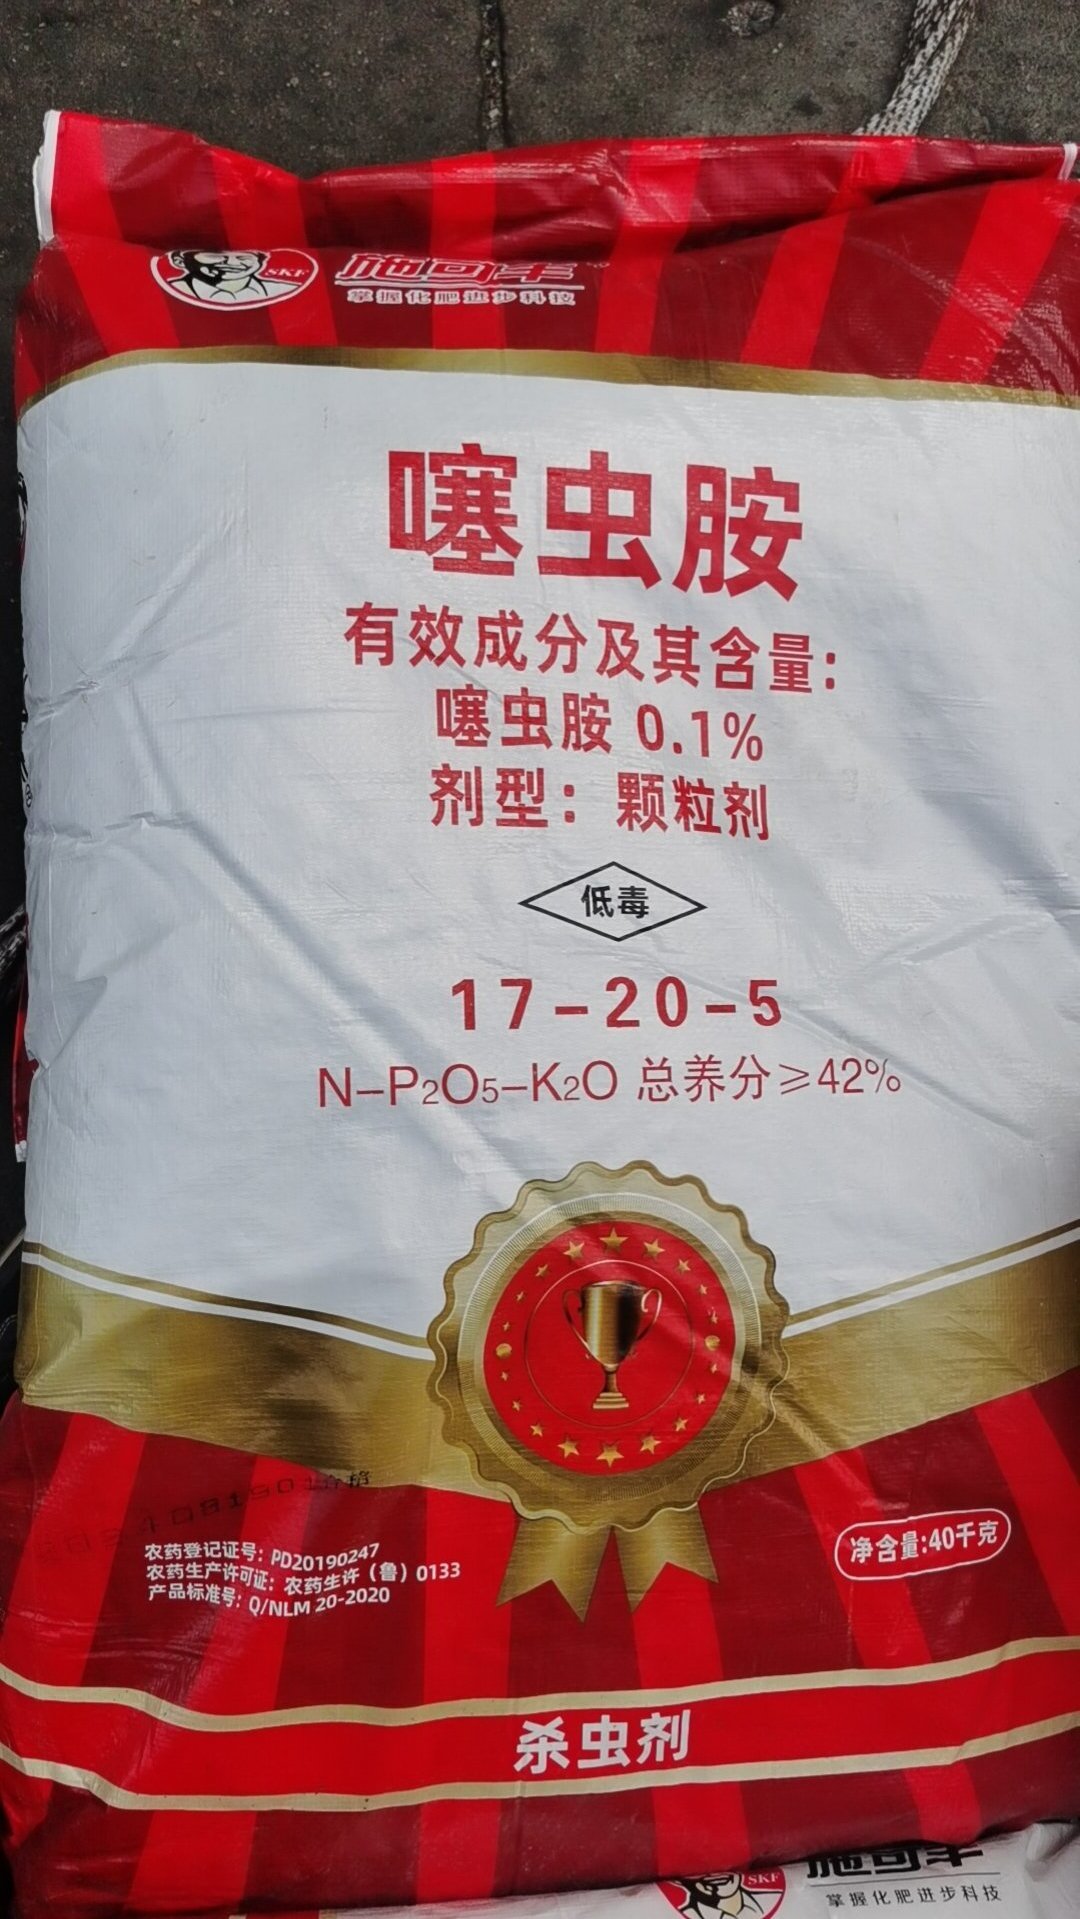 SKF
施可丰
掌握化肥进步科技
噻虫胺
有效成分及其含量：
噻虫胺 0.1%
剂型：颗粒剂
低毒
17-20-5
N-P2O5-K2O 总养分≥42%
农药登记证号：PD20190247
农药生产许可证：农药生许（鲁）0133
产品标准号：Q/NLM 20-2020
净含量:40千克
杀虫剂
SKF
施可丰
掌握化肥进步科技